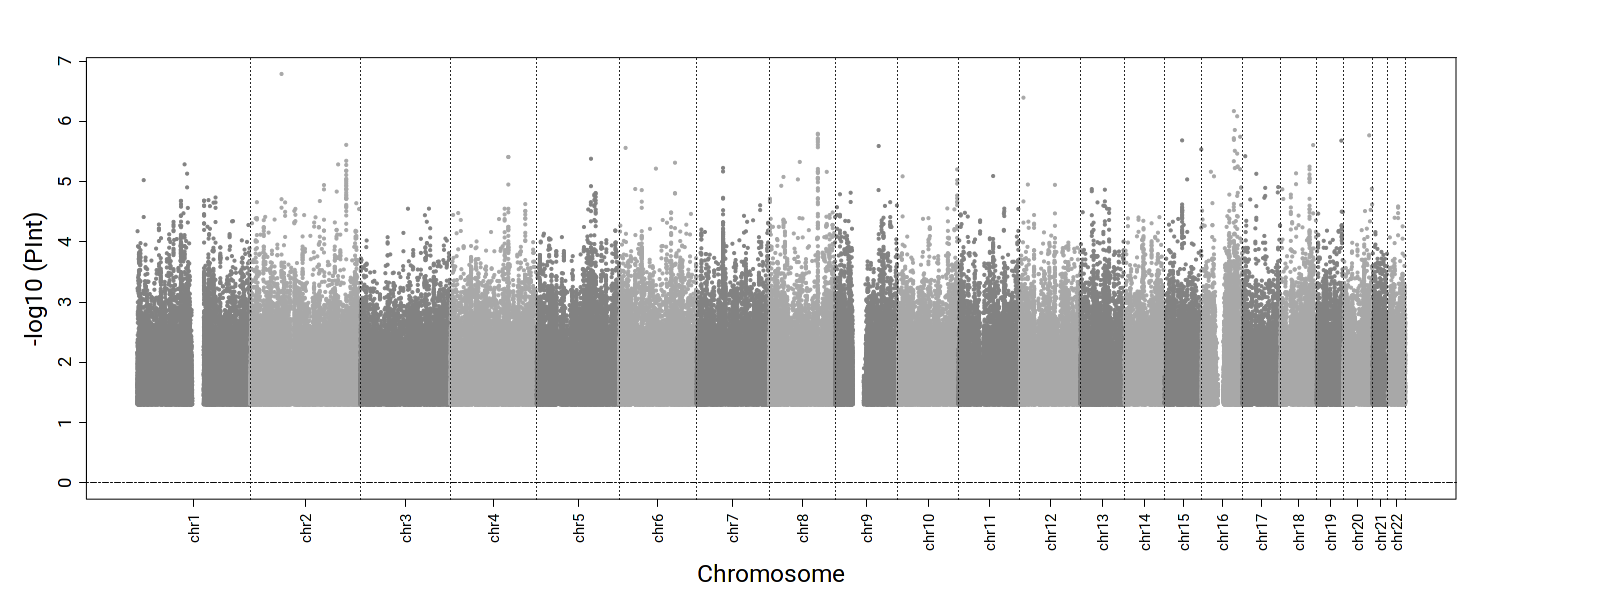 -log10 (PInt)
7
6
5
4
3
2
1
0
chr1 chr2 chr3 chr4 chr5 chr6 chr7 chr8 chr9 chr10 chr11 chr12 chr13 chr14 chr15 chr16 chr17 chr18 chr19 chr20 chr21 chr22
Chromosome